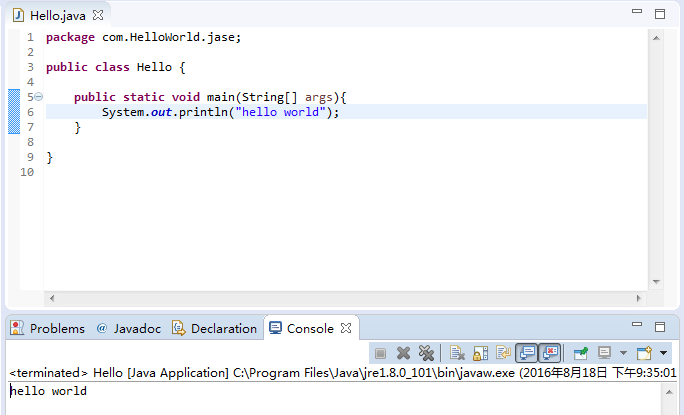 Hello.java
1 package com.HelloWorld.jase;
2
3 public class Hello {
4
5     public static void main(String[] args){
6         System.out.println("hello world");
7     }
8
9 }
10
Problems @ Javadoc Declaration Console
<terminated> Hello [Java Application] C:\Program Files\Java\jre1.8.0_101\bin\javaw.exe (2016年8月18日 下午9:35:01
hello world